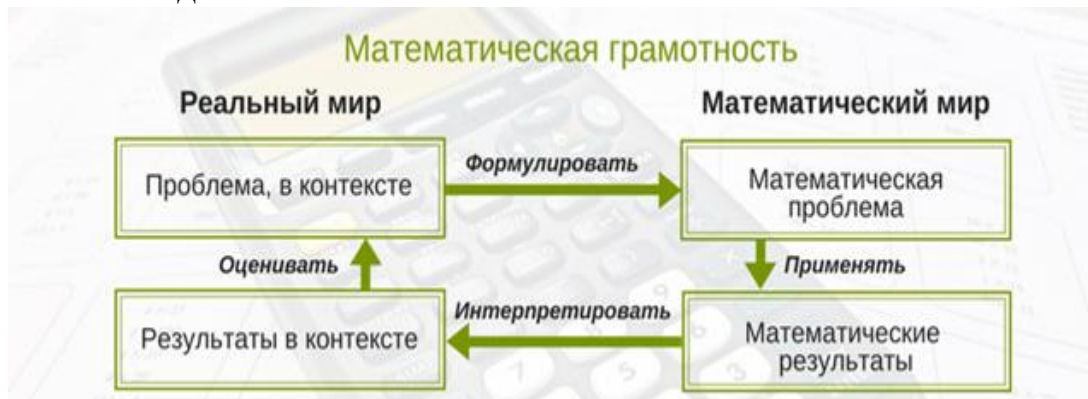 Математическая грамотность
Реальный мир
Математический мир
Проблема, в контексте
Формулировать
Математическая
проблема
Оценивать
Применять
Результаты в контексте
Интерпретировать
Математические
результаты